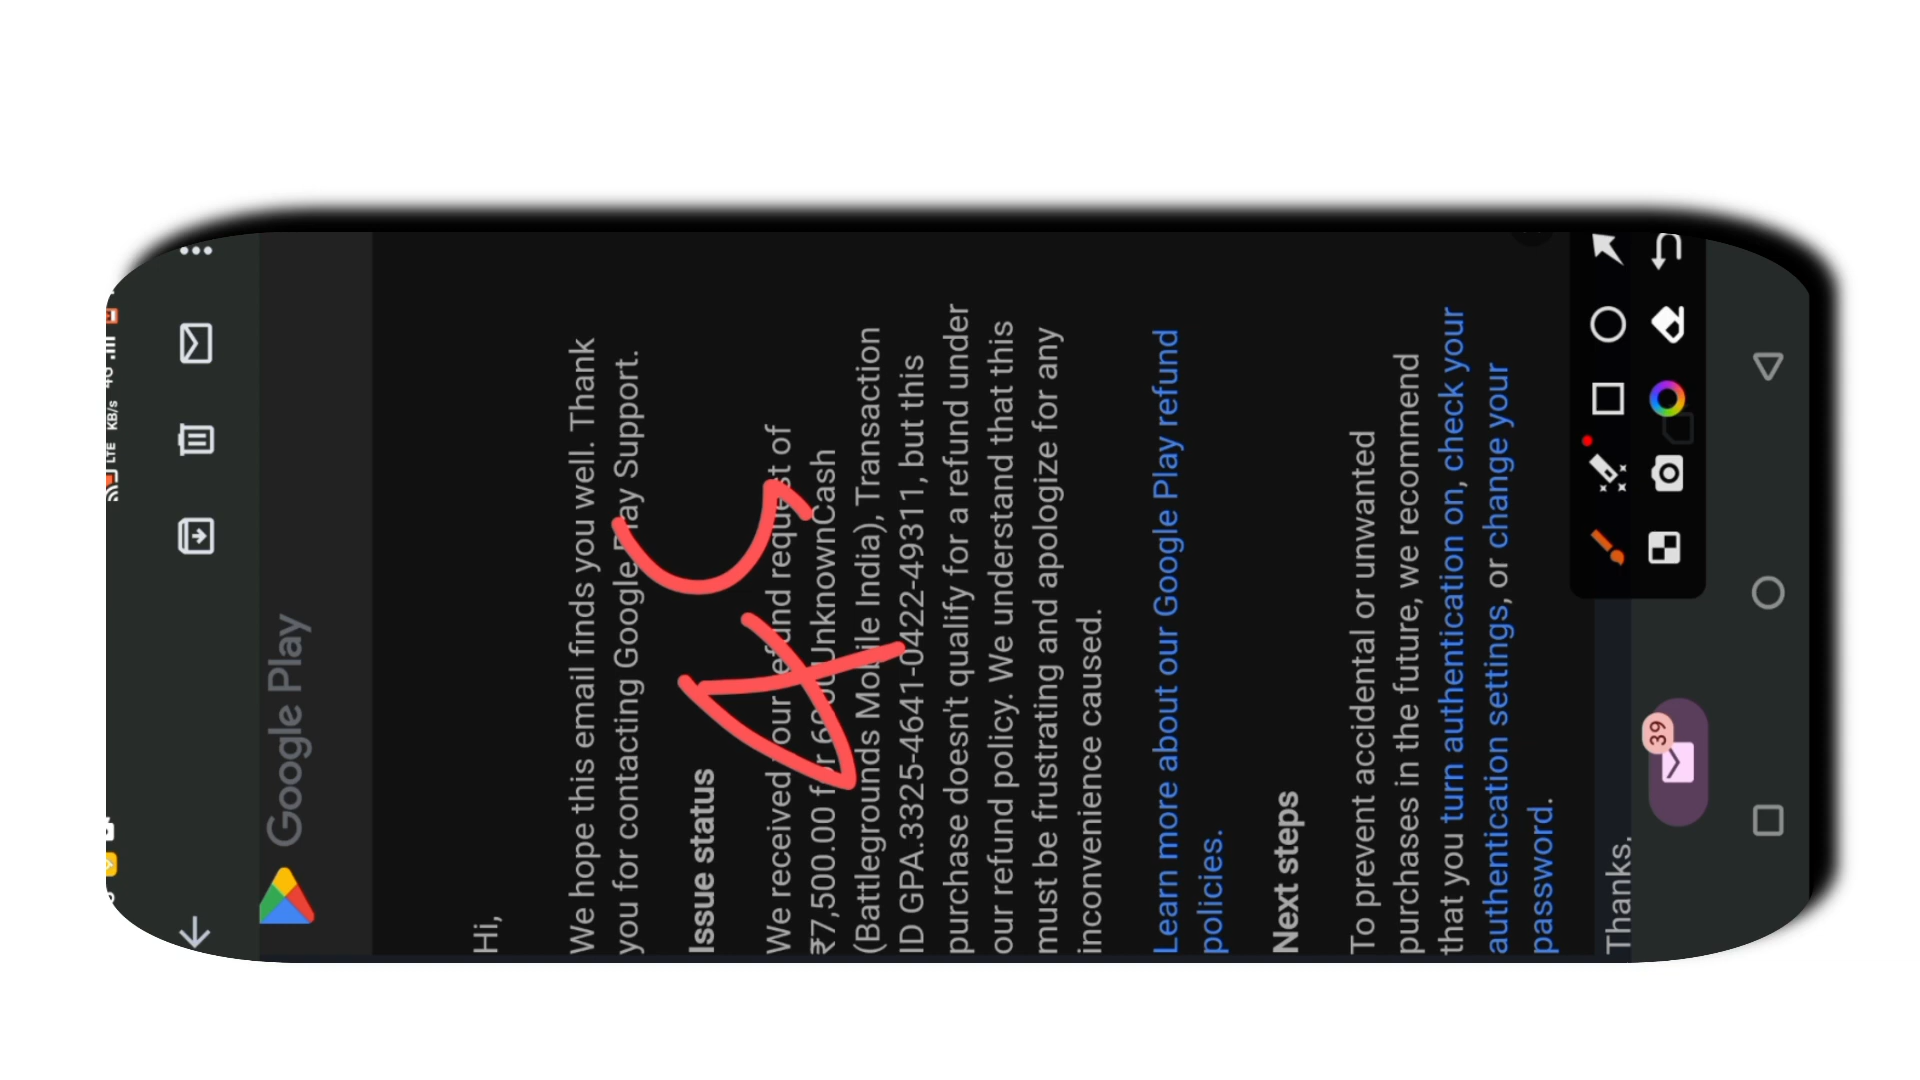 LTE KB/s 4G
Google Play
Hi,
We hope this email finds you well. Thank
you for contacting Google Play Support.
Issue status
We received your refund request of
₹7,500.00 for UnknownCash
(Battlegrounds Mobile India), Transaction
ID GPA.3325-4641-0422-49311, but this
purchase doesn't qualify for a refund under
our refund policy. We understand that this
must be frustrating and apologize for any
inconvenience caused.
Learn more about our Google Play refund
policies.
Next steps
To prevent accidental or unwanted
purchases in the future, we recommend
that you turn authentication on, check your
authentication settings, or change your
password.
Thanks,
39